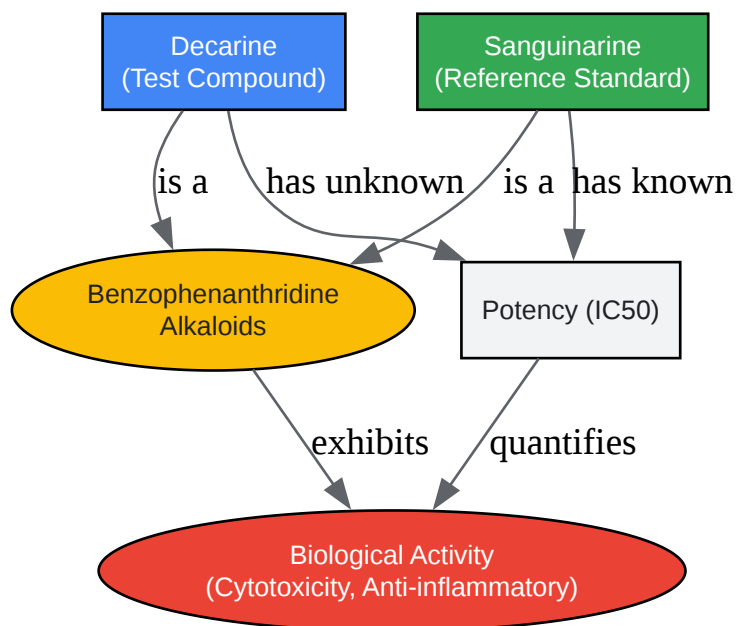 Decarine
(Test Compound)
Sanguinarine
(Reference Standard)
is a
has unknown
is a
has known
Benzophenanthridine
Alkaloids
Potency (IC50)
exhibits
quantifies
Biological Activity
(Cytotoxicity, Anti-inflammatory)